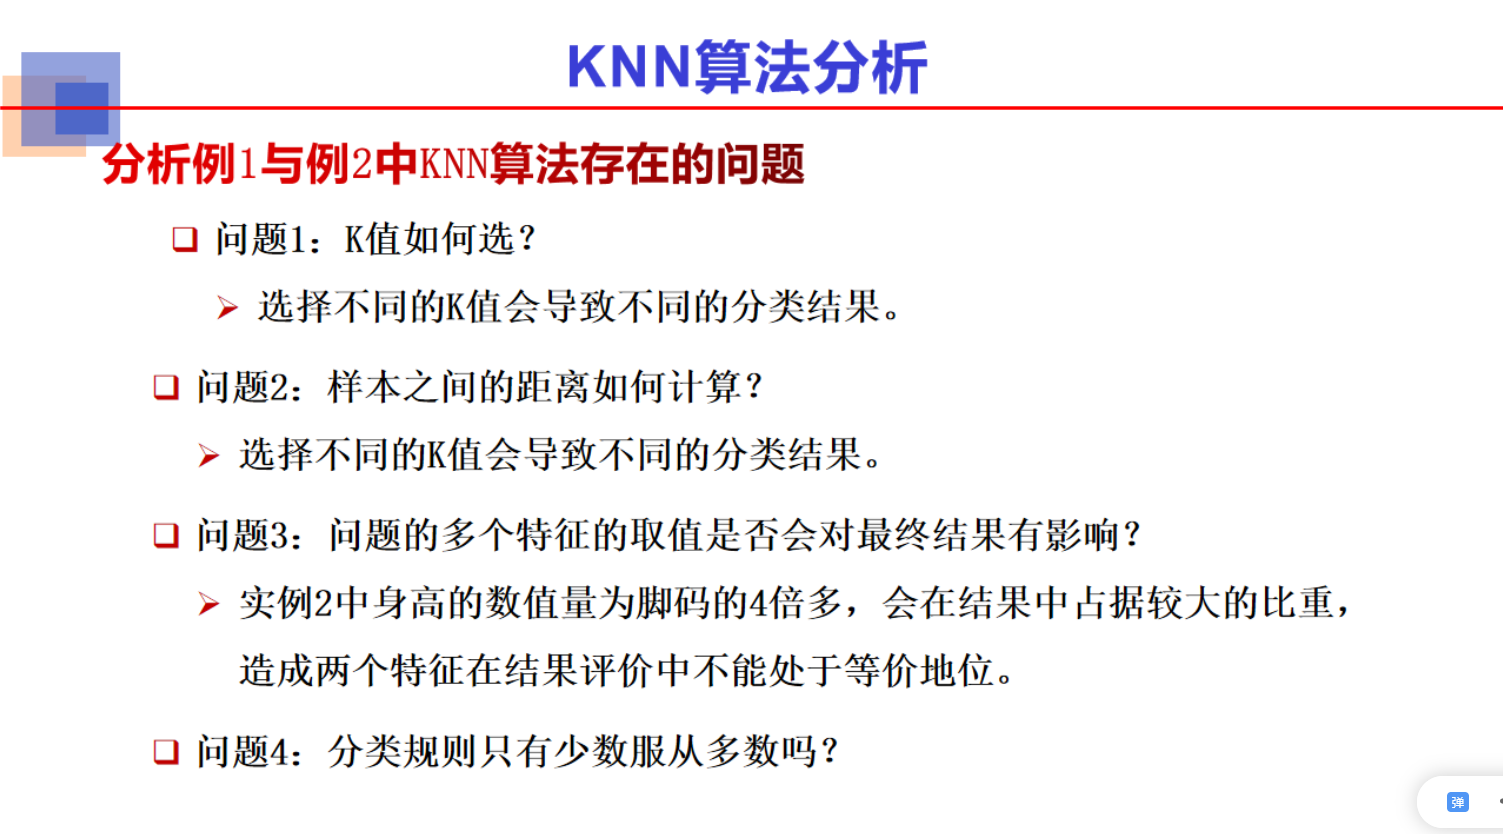 KNN算法分析
分析例1与例2中KNN算法存在的问题
问题1：K值如何选？
选择不同的K值会导致不同的分类结果。
问题2：样本之间的距离如何计算？
选择不同的K值会导致不同的分类结果。
问题3：问题的多个特征的取值是否会对最终结果有影响？
实例2中身高的数值量为脚码的4倍多，会在结果中占据较大的比重，
造成两个特征在结果评价中不能处于等价地位。
问题4：分类规则只有少数服从多数吗？
弹